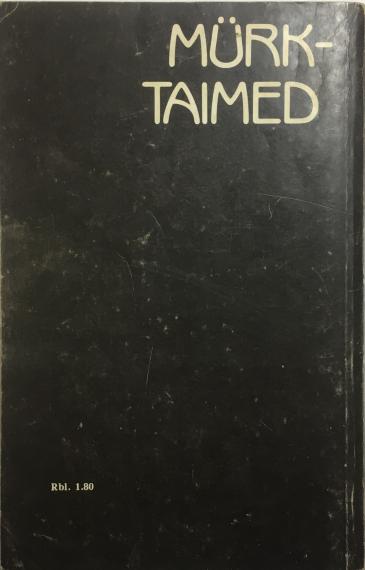 MÜRK-
TAIMED
Rbl. 1.80